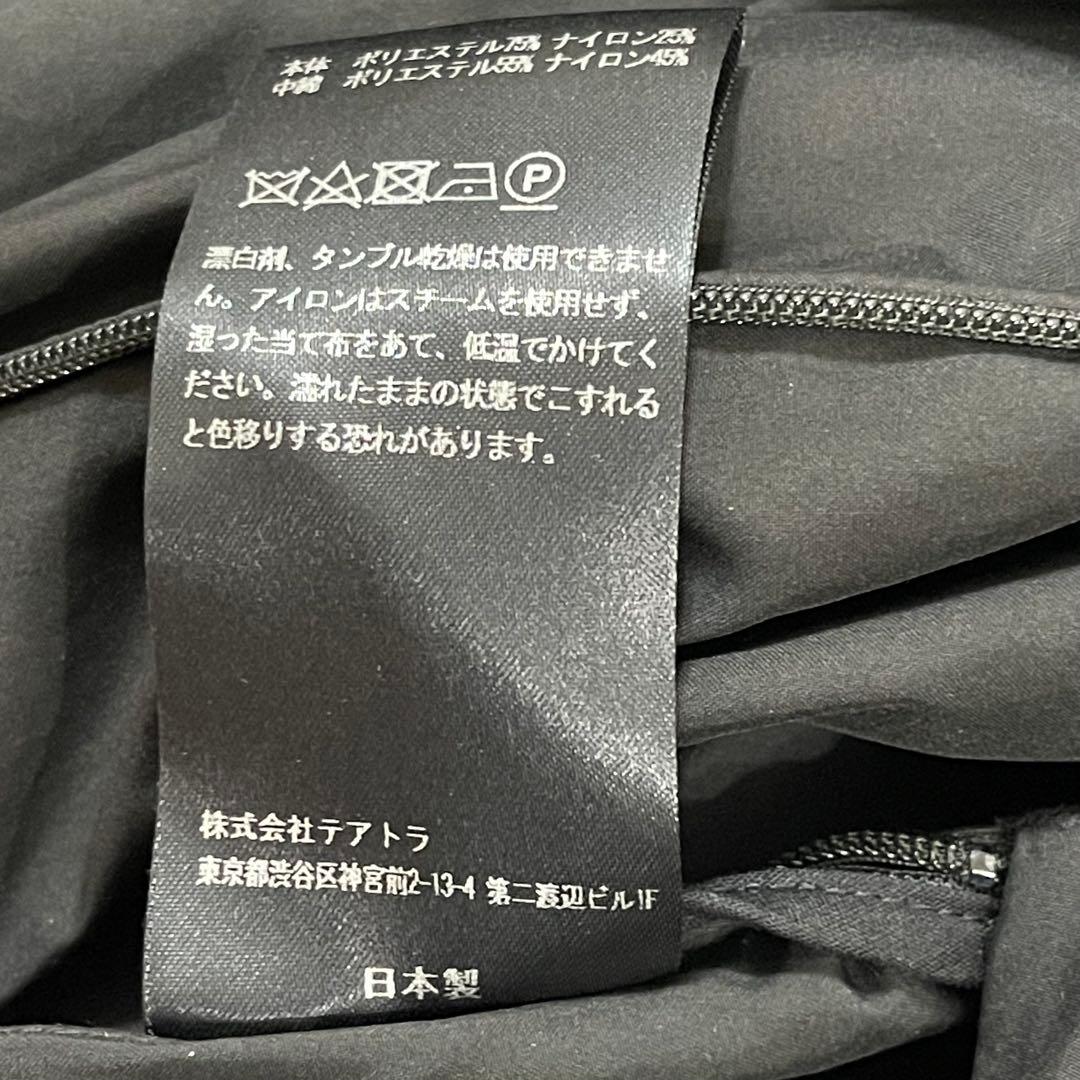 本体 ポリエステル75% ナイロン25%
中綿 ポリエステル55% ナイロン45%
P
漂白剤、タンブル乾燥は使用できませ
ん。アイロンはスチームを使用せず、
湿った当て布をあて、低温でかけてく
ださい。濡れたままの状態でこすれる
と色移りする恐れがあります。
株式会社テアトラ
東京都渋谷区神宮前2-13-4 第二渡辺ビル1F
日本製